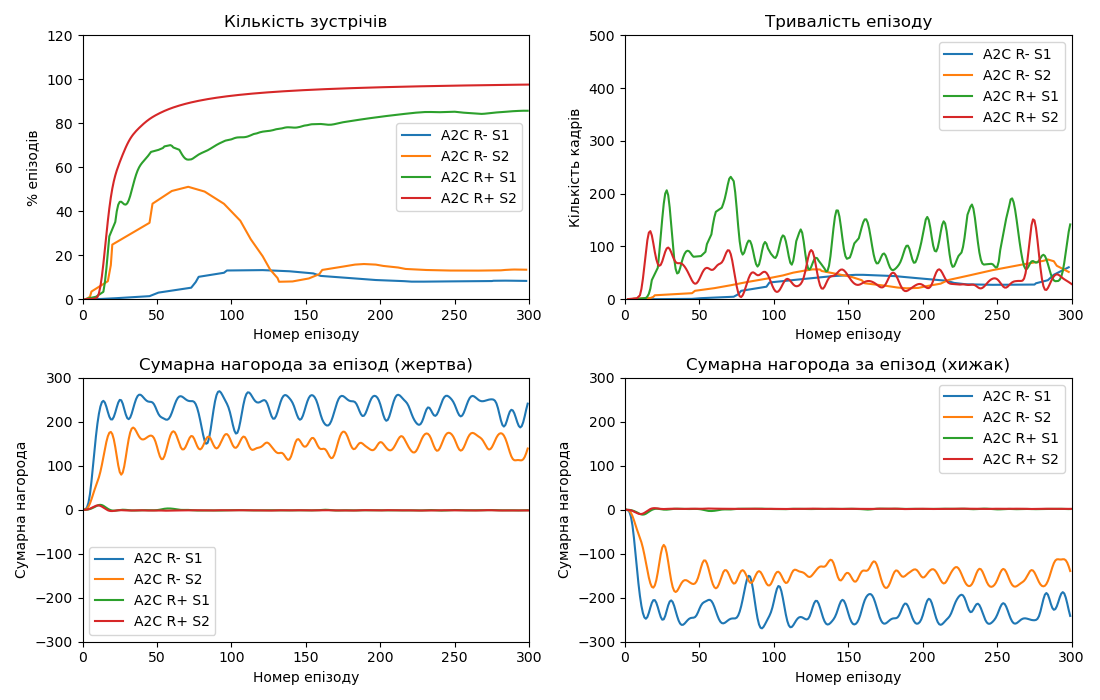 Кількість зустрічів
120
100
80
60
40
20
0
% епізодів
A2C R- S1
A2C R- S2
A2C R+ S1
A2C R+ S2
0 50 100 150 200 250 300
Номер епізоду
Тривалість епізоду
500
400
300
200
100
0
Кількість кадрів
A2C R- S1
A2C R- S2
A2C R+ S1
A2C R+ S2
0 50 100 150 200 250 300
Номер епізоду
Сумарна нагорода за епізод (жертва)
300
200
100
0
−100
−200
−300
Сумарна нагорода
A2C R- S1
A2C R- S2
A2C R+ S1
A2C R+ S2
0 50 100 150 200 250 300
Номер епізоду
Сумарна нагорода за епізод (хижак)
300
200
100
0
−100
−200
−300
Сумарна нагорода
A2C R- S1
A2C R- S2
A2C R+ S1
A2C R+ S2
0 50 100 150 200 250 300
Номер епізоду